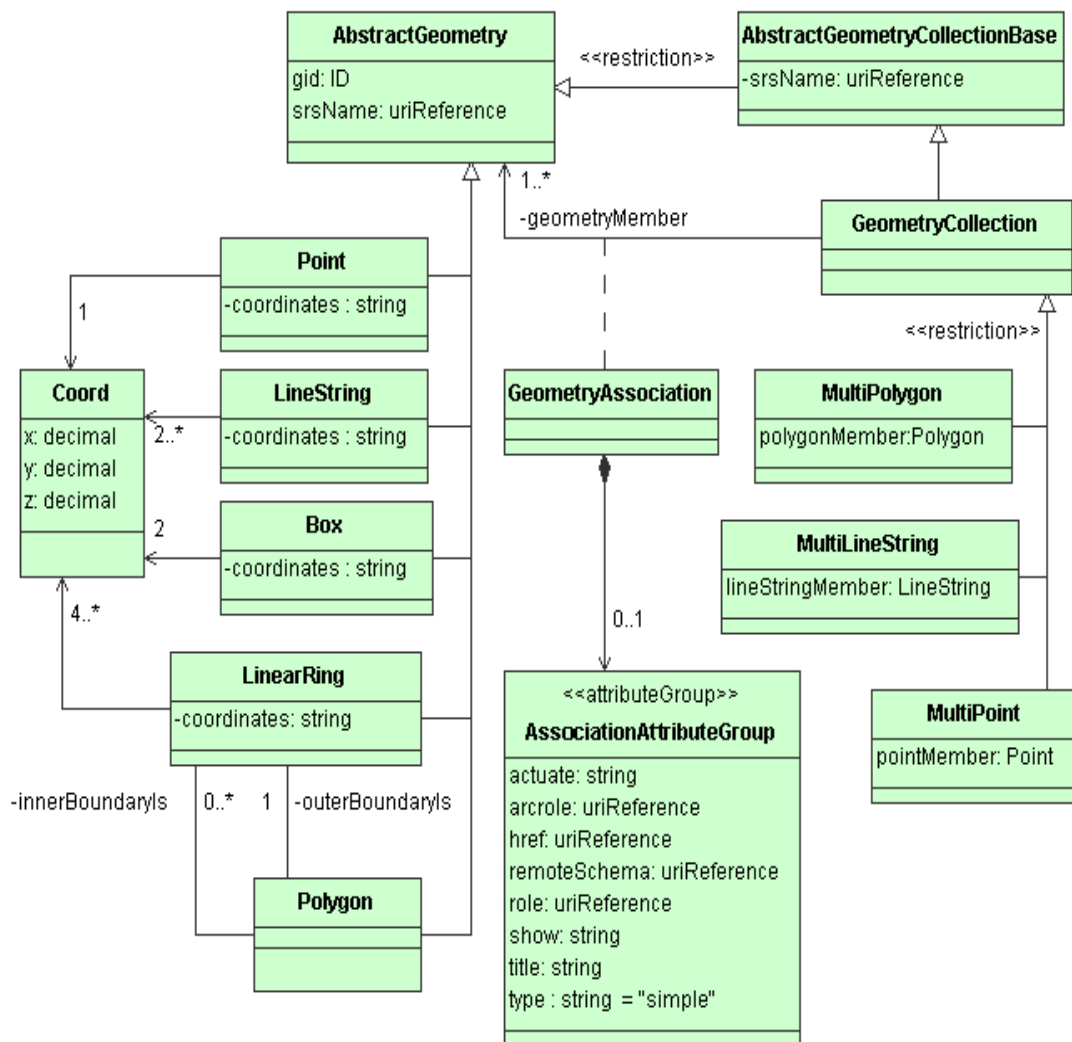 AbstractGeometry
gid: ID
srsName: uriReference
<<restriction>>
AbstractGeometryCollectionBase
-srsName: uriReference
1..*
-geometryMember
GeometryCollection
<<restriction>>
Point
-coordinates : string
1
Coord
x: decimal
y: decimal
z: decimal
LineString
-coordinates : string
2..*
Box
-coordinates : string
2
4..*
LinearRing
-coordinates: string
-innerBoundaryIs
0..*
1
-outerBoundaryIs
Polygon
GeometryAssociation
0..1
<<attributeGroup>>
AssociationAttributeGroup
actuate: string
arcrole: uriReference
href: uriReference
remoteSchema: uriReference
role: uriReference
show: string
title: string
type : string = "simple"
MultiPolygon
polygonMember:Polygon
MultiLineString
lineStringMember: LineString
MultiPoint
pointMember: Point